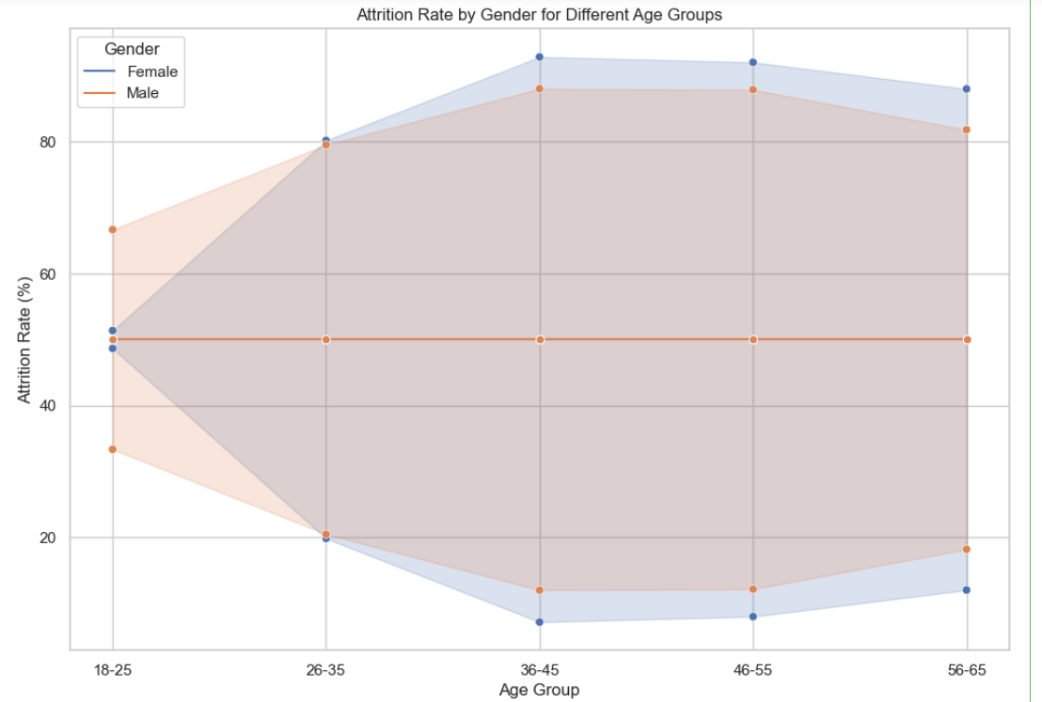 Attrition Rate by Gender for Different Age Groups
Gender
Female
Male
Attrition Rate (%)
80
60
40
20
18-25
26-35
36-45
46-55
56-65
Age Group